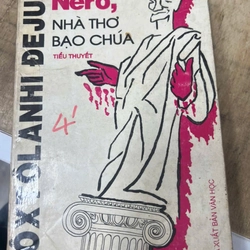 Nero,
NHÀ THƠ
BẠO CHÚA
TIỂU THUYẾT
4'
XUẤT BẢN VĂN HỌC